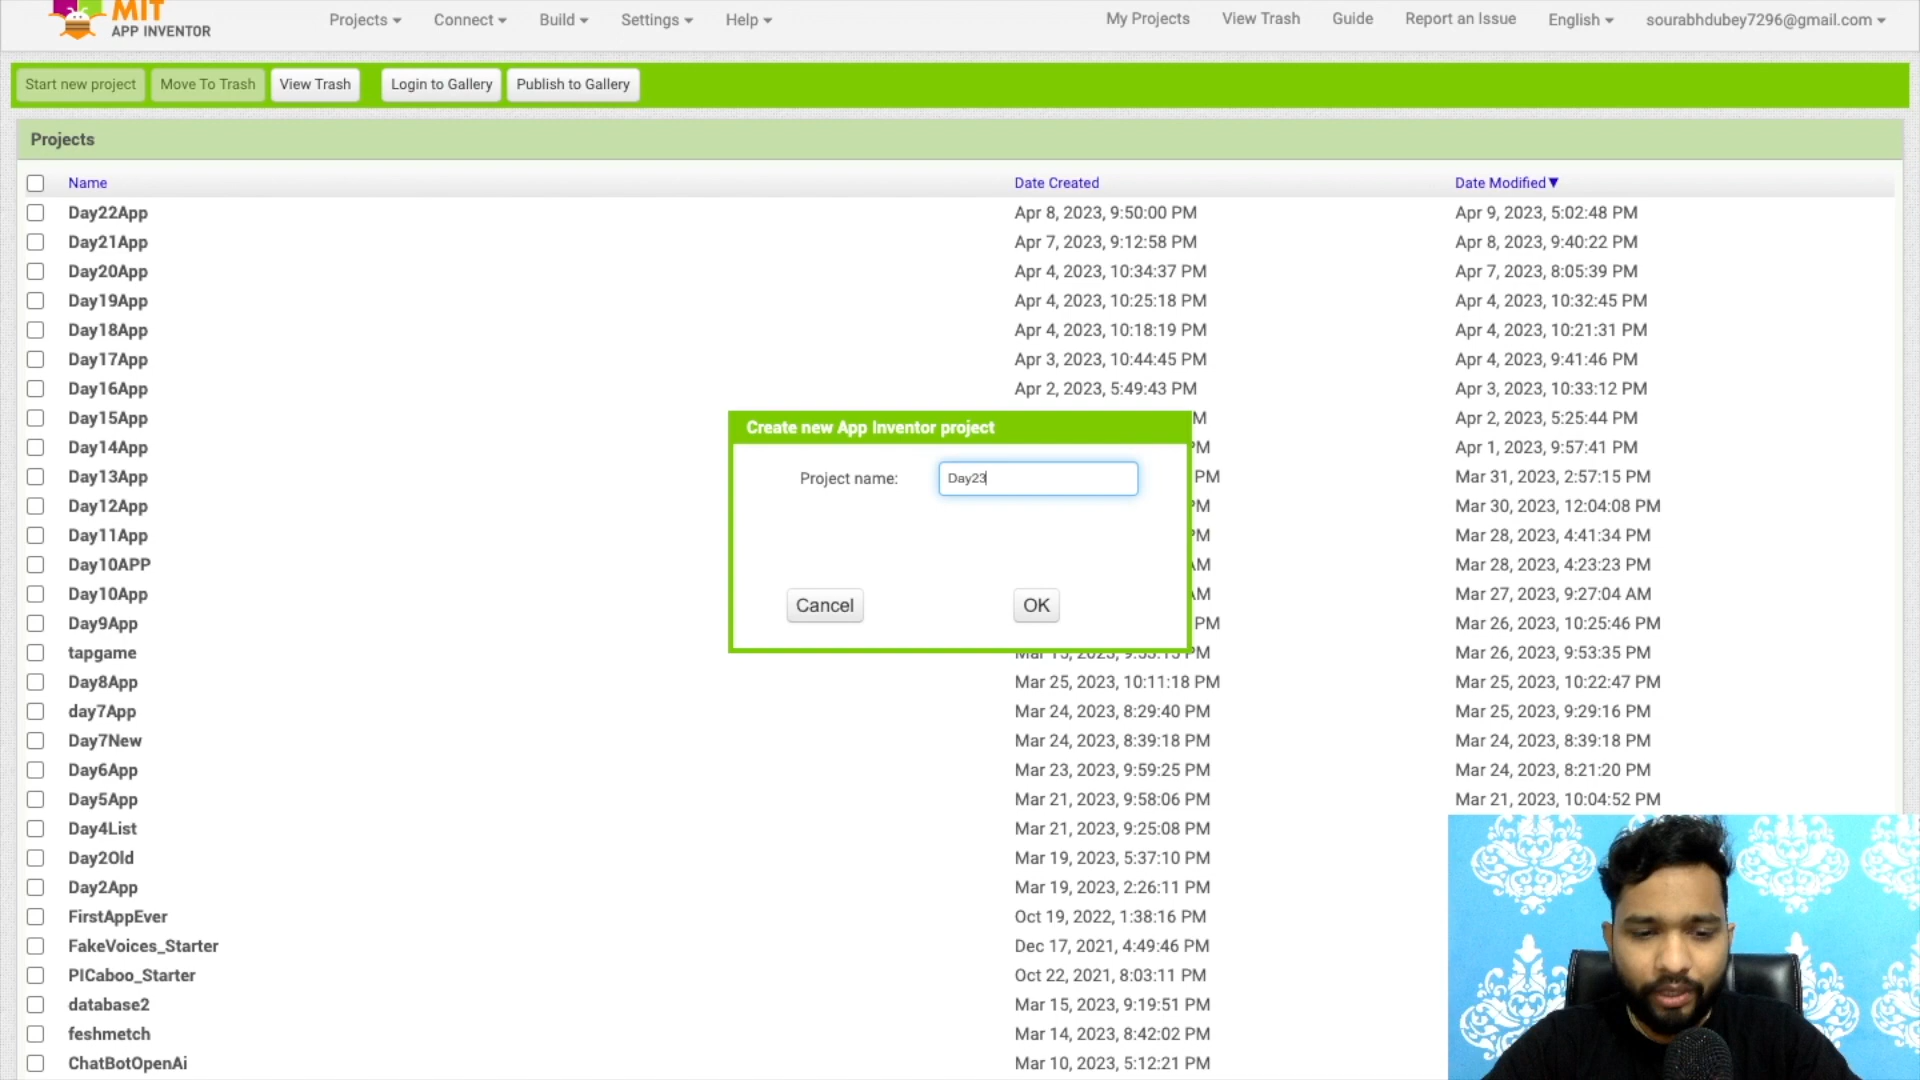 MIT
APP INVENTOR
Projects Connect Build Settings Help My Projects View Trash Guide Report an Issue English sourabhdubey7296@gmail.com
Start new project Move To Trash View Trash Login to Gallery Publish to Gallery
Projects
Name Date Created Date Modified
Day22App Apr 8, 2023, 9:50:00 PM Apr 9, 2023, 5:02:48 PM
Day21App Apr 7, 2023, 9:12:58 PM Apr 8, 2023, 9:40:22 PM
Day20App Apr 4, 2023, 10:34:37 PM Apr 7, 2023, 8:05:39 PM
Day19App Apr 4, 2023, 10:25:18 PM Apr 4, 2023, 10:32:45 PM
Day18App Apr 4, 2023, 10:18:19 PM Apr 4, 2023, 10:21:31 PM
Day17App Apr 3, 2023, 10:44:45 PM Apr 4, 2023, 9:41:46 PM
Day16App Apr 2, 2023, 5:49:43 PM Apr 3, 2023, 10:33:12 PM
Day15App Apr 2, 2023, 5:25:44 PM
Create new App Inventor project
Day14App Apr 1, 2023, 9:57:41 PM
Day13App Project name: Day23 PM Mar 31, 2023, 2:57:15 PM
Day12App Mar 30, 2023, 12:04:08 PM
Day11App Mar 28, 2023, 4:41:34 PM
Day10APP Mar 28, 2023, 4:23:23 PM
Day10App Mar 27, 2023, 9:27:04 AM
Cancel OK
Day9App PM Mar 26, 2023, 10:25:46 PM
tapgame Mar 26, 2023, 9:53:35 PM
Day8App Mar 25, 2023, 10:11:18 PM Mar 25, 2023, 10:22:47 PM
day7App Mar 24, 2023, 8:29:40 PM Mar 25, 2023, 9:29:16 PM
Day7New Mar 24, 2023, 8:39:18 PM Mar 24, 2023, 8:39:18 PM
Day6App Mar 23, 2023, 9:59:25 PM Mar 24, 2023, 8:21:20 PM
Day5App Mar 21, 2023, 9:58:06 PM Mar 21, 2023, 10:04:52 PM
Day4List Mar 21, 2023, 9:25:08 PM
Day2Old Mar 19, 2023, 5:37:10 PM
Day2App Mar 19, 2023, 2:26:11 PM
FirstAppEver Oct 19, 2022, 1:38:16 PM
FakeVoices_Starter Dec 17, 2021, 4:49:46 PM
PICaboo_Starter Oct 22, 2021, 8:03:11 PM
database2 Mar 15, 2023, 9:19:51 PM
feshmetch Mar 14, 2023, 8:42:02 PM
ChatBotOpenAi Mar 10, 2023, 5:12:21 PM